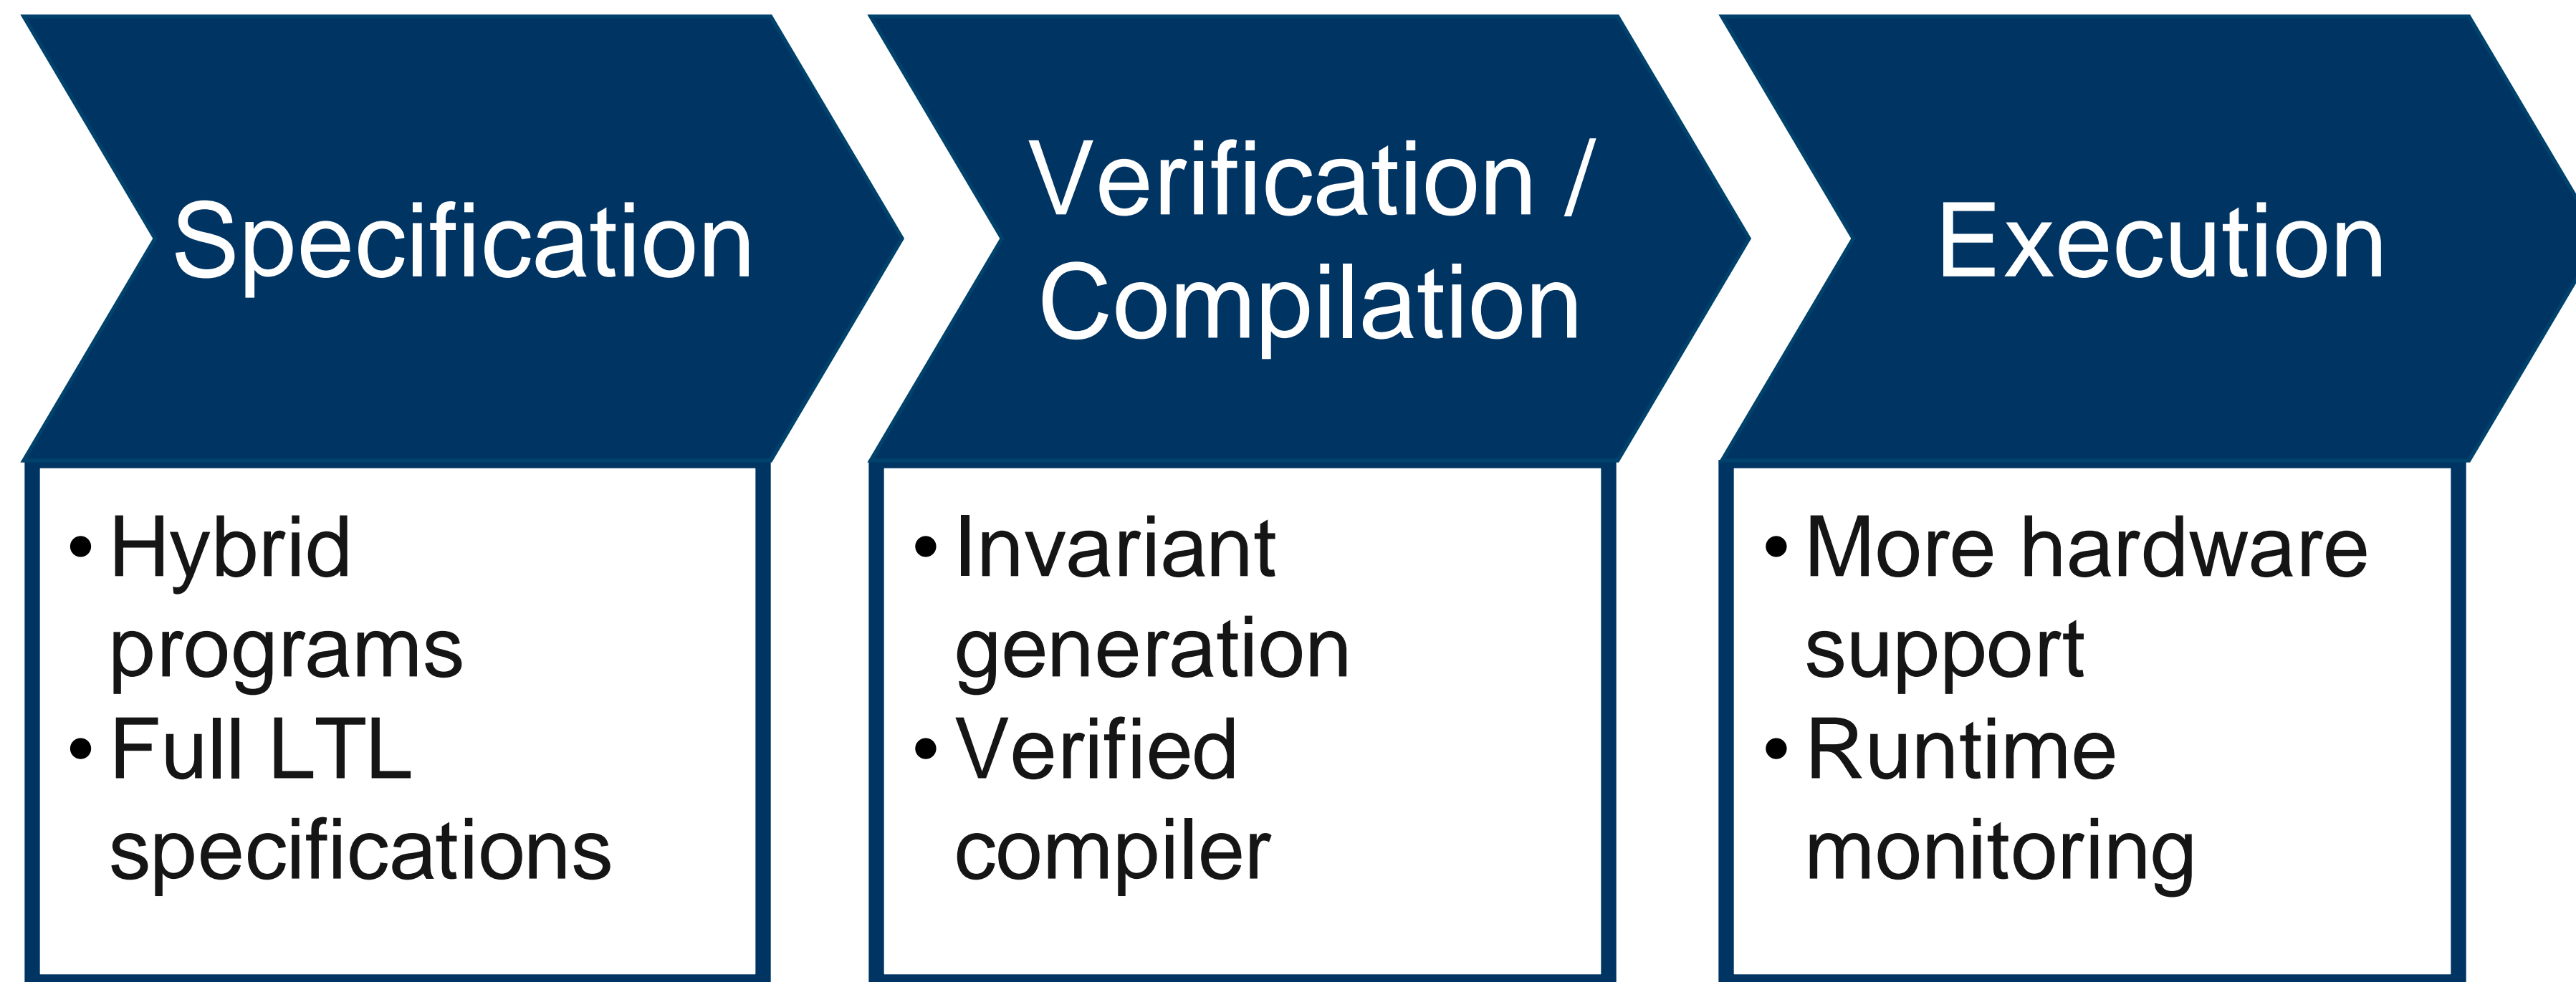 Specification
• Hybrid
programs
• Full LTL
specifications
Verification /
Compilation
• Invariant
generation
• Verified
compiler
Execution
• More hardware
support
• Runtime
monitoring